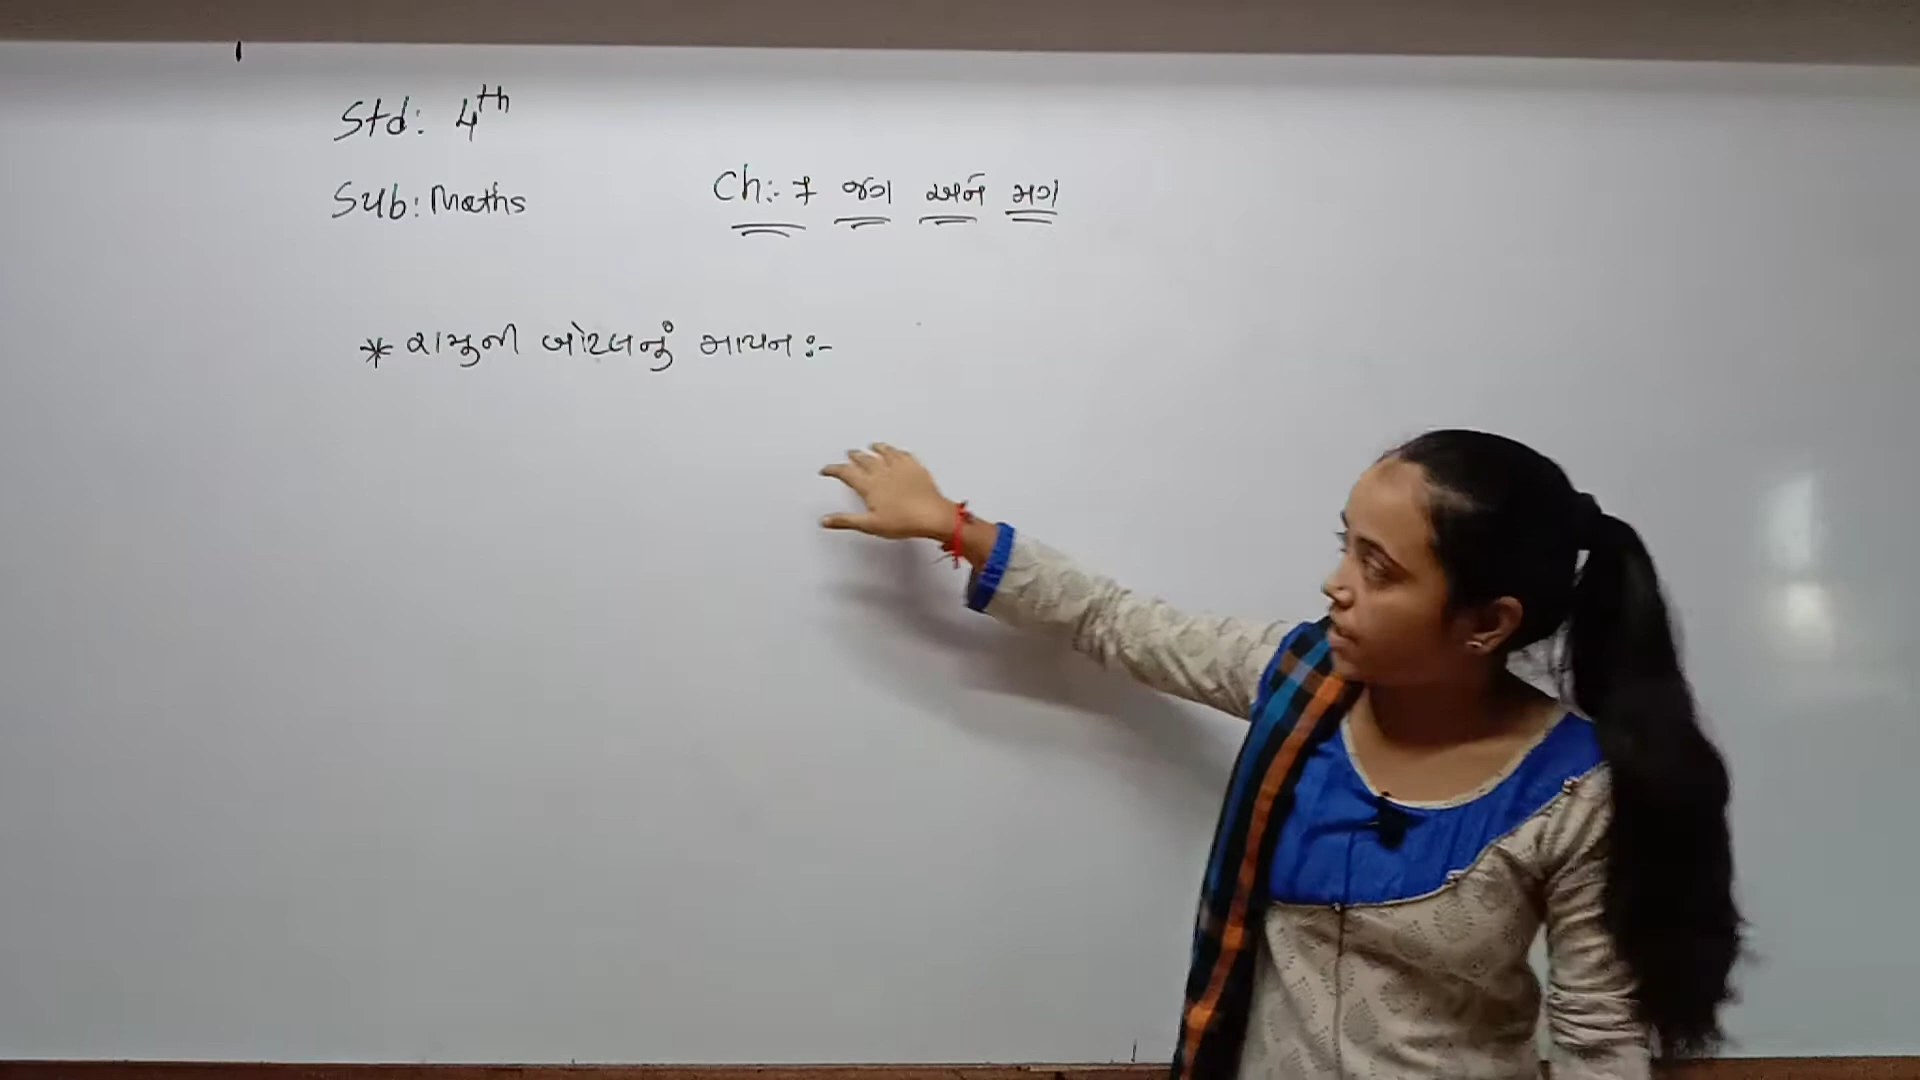 Std: 4th
Sub: Maths
Ch:- 7 જગ અને મગ
* રામુની બોટલનું માપન :-